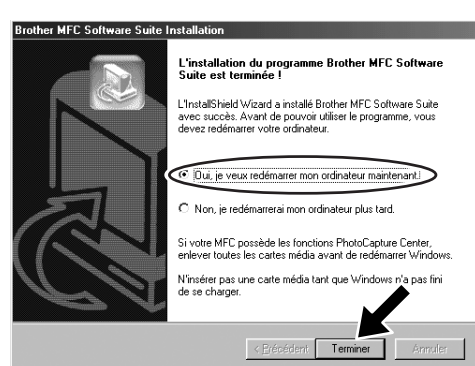 Brother MFC Software Suite Installation
L'installation du programme Brother MFC Software
Suite est terminée !
L'InstallShield Wizard a installé Brother MFC Software Suite
avec succès. Avant de pouvoir utiliser le programme, vous
devez redémarrer votre ordinateur.
Oui, je veux redémarrer mon ordinateur maintenant.
Non, je redémarrerai mon ordinateur plus tard.
Si votre MFC possède les fonctions PhotoCapture Center,
enlever toutes les cartes média avant de redémarrer Windows.
N'insérer pas une carte média tant que Windows n'a pas fini
de se charger.
< Précédent Terminer Annuler